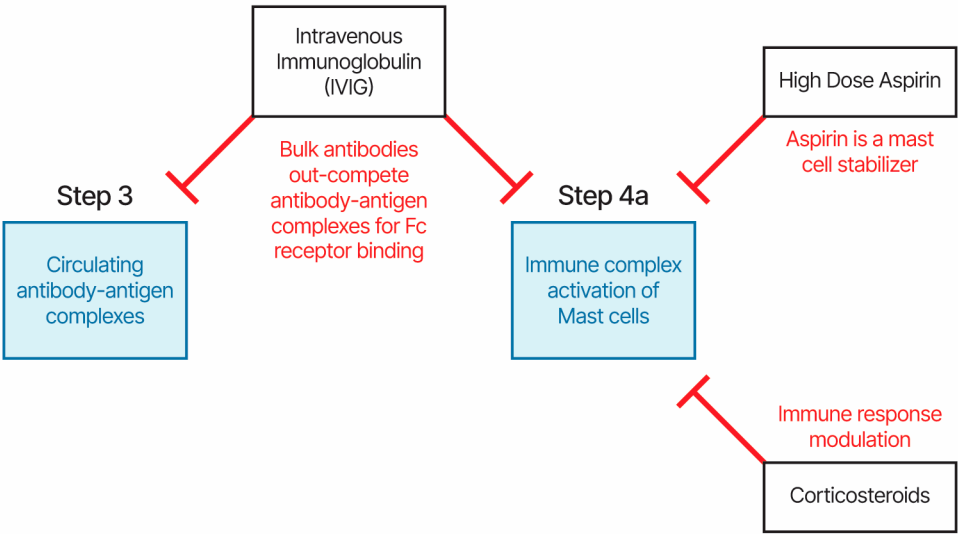 Intravenous
Immunoglobulin
(IVIG)
High Dose Aspirin
Bulk antibodies
out-compete
antibody-antigen
complexes for Fc
receptor binding
Aspirin is a mast
cell stabilizer
Step 3
Step 4a
Circulating
antibody-antigen
complexes
Immune complex
activation of
Mast cells
Immune response
modulation
Corticosteroids